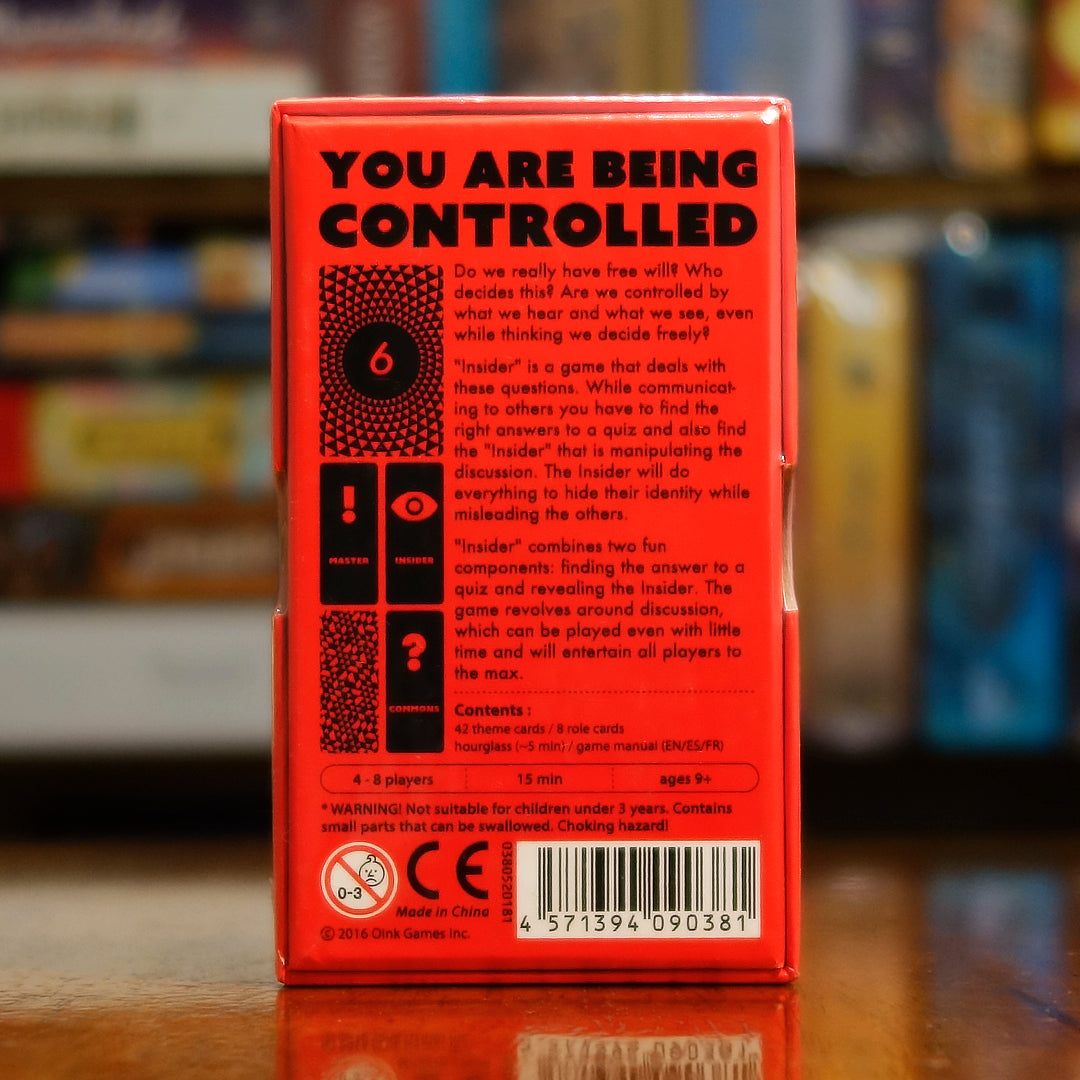 YOU ARE BEING
CONTROLLED
Do we really have free will? Who
decides this? Are we controlled by
what we hear and what we see, even
while thinking we decide freely?
"Insider" is a game that deals with
these questions. While communicat-
ing to others you have to find the
right answers to a quiz and also find
the "Insider" that is manipulating the
discussion. The Insider will do
everything to hide their identity while
misleading the others.
"Insider" combines two fun
components: finding the answer to a
quiz and revealing the Insider. The
game revolves around discussion,
which can be played even with little
time and will entertain all players to
the max.
6
!
MASTER
INSIDER
?
COMMONS
Contents :
42 theme cards / 8 role cards
hourglass (~5 min) / game manual (EN/ES/FR)
4 - 8 players 15 min ages 9+
* WARNING! Not suitable for children under 3 years. Contains
small parts that can be swallowed. Choking hazard!
0-3
CE
Made in China
© 2016 Oink Games Inc.
0380520181
4 571394 090381